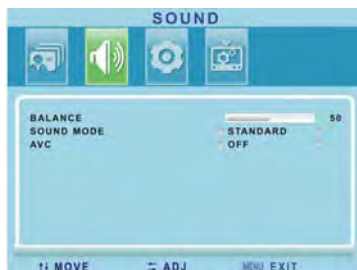 SOUND
BALANCE 50
SOUND MODE STANDARD
AVC OFF
MOVE ADJ MENU EXIT